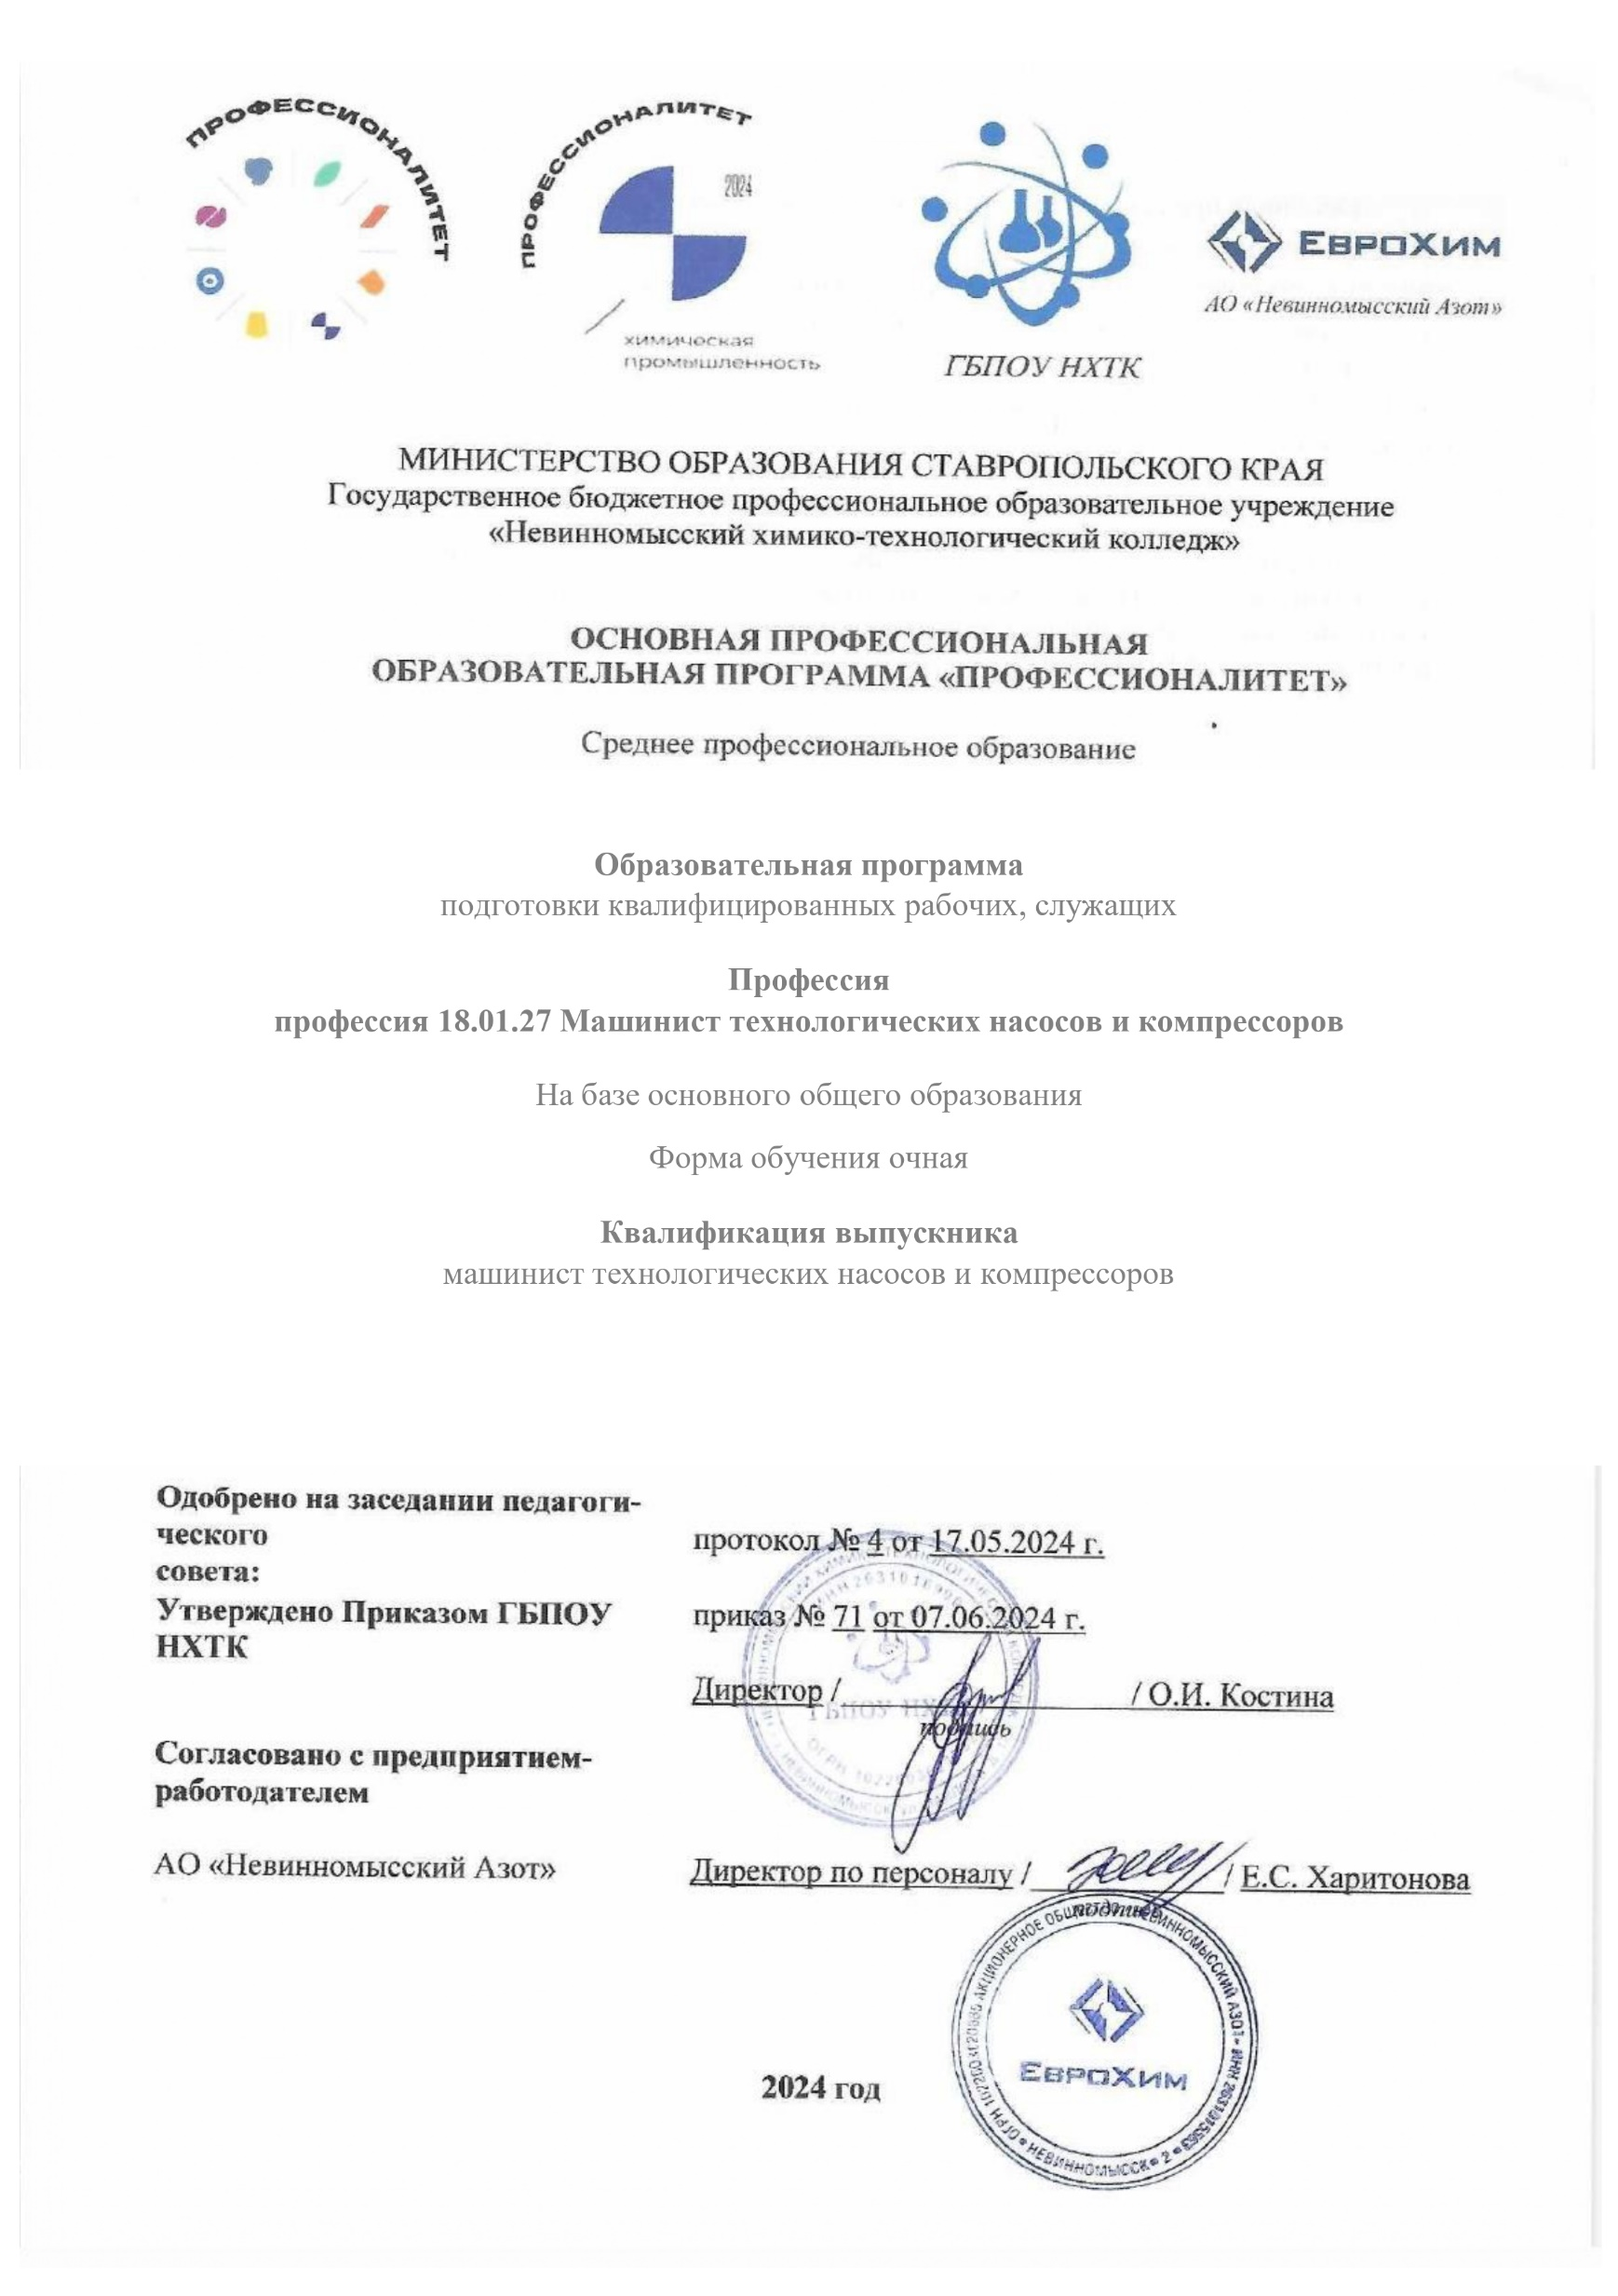 ПРОФЕССИОНАЛИТЕТ
ПРОФЕССИОНАЛИТЕТ
2024
химическая
промышленность
ГБПОУ НХТК
ЕВРОХИМ
АО «Невинномысский Азот»
МИНИСТЕРСТВО ОБРАЗОВАНИЯ СТАВРОПОЛЬСКОГО КРАЯ
Государственное бюджетное профессиональное образовательное учреждение
«Невинномысский химико-технологический колледж»
ОСНОВНАЯ ПРОФЕССИОНАЛЬНАЯ
ОБРАЗОВАТЕЛЬНАЯ ПРОГРАММА «ПРОФЕССИОНАЛИТЕТ»
Среднее профессиональное образование
Образовательная программа
подготовки квалифицированных рабочих, служащих
Профессия
профессия 18.01.27 Машинист технологических насосов и компрессоров
На базе основного общего образования
Форма обучения очная
Квалификация выпускника
машинист технологических насосов и компрессоров
Одобрено на заседании педагоги-
ческого
совета:
протокол № 4 от 17.05.2024 г.
Утверждено Приказом ГБПОУ
НХТК
приказ № 71 от 07.06.2024 г.
Директор / / О.И. Костина
подпись
Согласовано с предприятием-
работодателем
АО «Невинномысский Азот»
Директор по персоналу / / Е.С. Харитонова
подпись
АКЦИОНЕРНОЕ ОБЩЕСТВО «НЕВИННОМЫССКИЙ АЗОТ»
НЕВИННОМЫССК
ЕВРОХИМ
2024 год